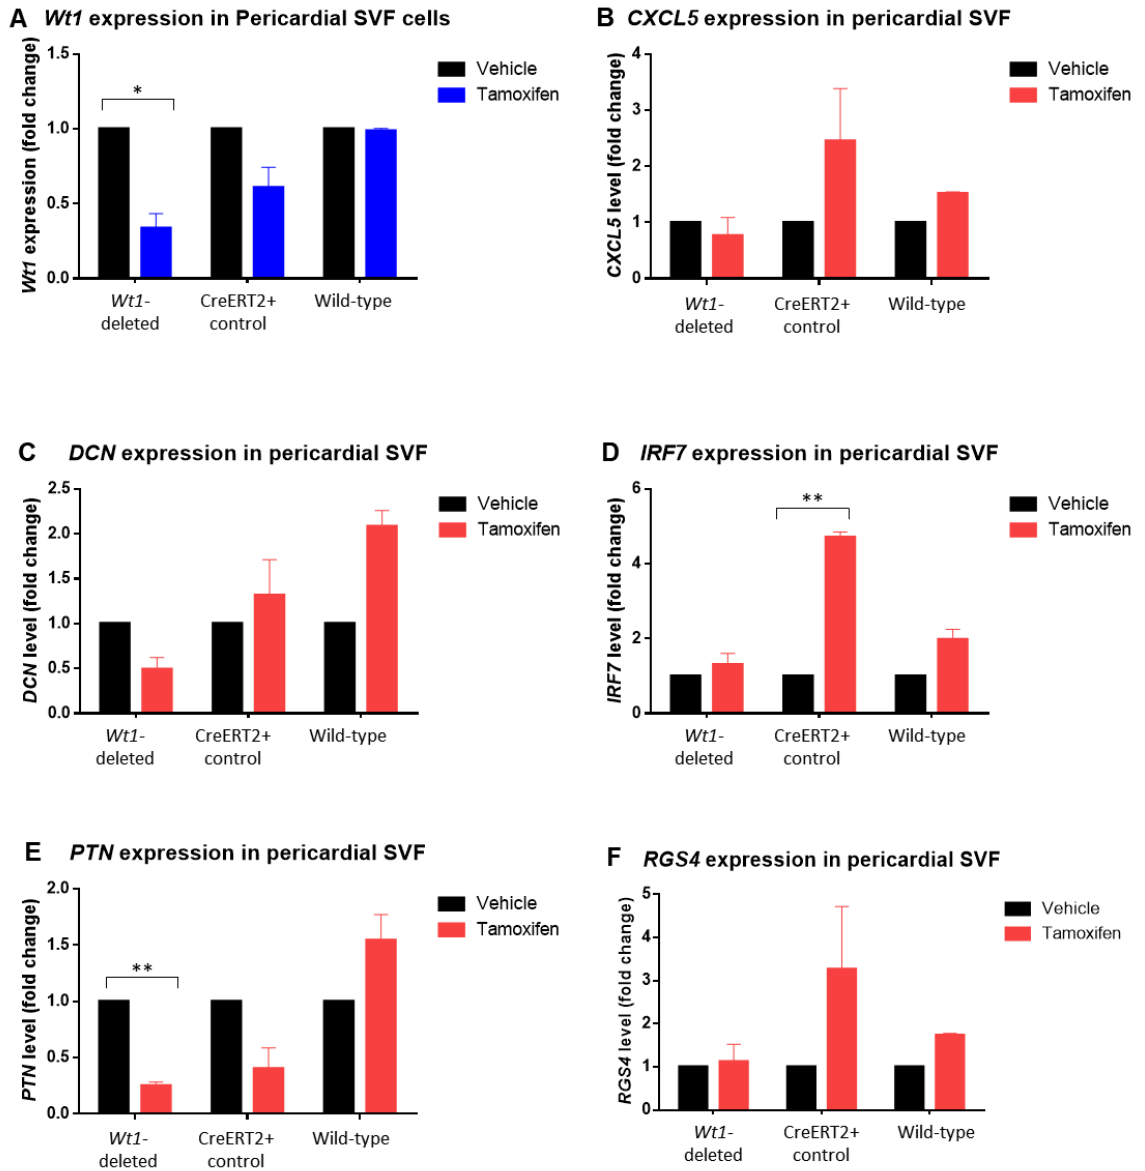 A Wt1 expression in Pericardial SVF cells
Wt1 expression (fold change)
1.5
1.0
0.5
0.0
*
Vehicle
Tamoxifen
Wt1-
deleted
CreERT2+
control
Wild-type
B CXCL5 expression in pericardial SVF
CXCL5 level (fold change)
4
3
2
1
0
Vehicle
Tamoxifen
Wt1-
deleted
CreERT2+
control
Wild-type
C DCN expression in pericardial SVF
DCN level (fold change)
2.5
2.0
1.5
1.0
0.5
0.0
Vehicle
Tamoxifen
Wt1-
deleted
CreERT2+
control
Wild-type
D IRF7 expression in pericardial SVF
IRF7 level (fold change)
6
4
2
0
**
Vehicle
Tamoxifen
Wt1-
deleted
CreERT2+
control
Wild-type
E PTN expression in pericardial SVF
PTN level (fold change)
2.0
1.5
1.0
0.5
0.0
**
Vehicle
Tamoxifen
Wt1-
deleted
CreERT2+
control
Wild-type
F RGS4 expression in pericardial SVF
RGS4 level (fold change)
5
4
3
2
1
0
Vehicle
Tamoxifen
Wt1-
deleted
CreERT2+
control
Wild-type